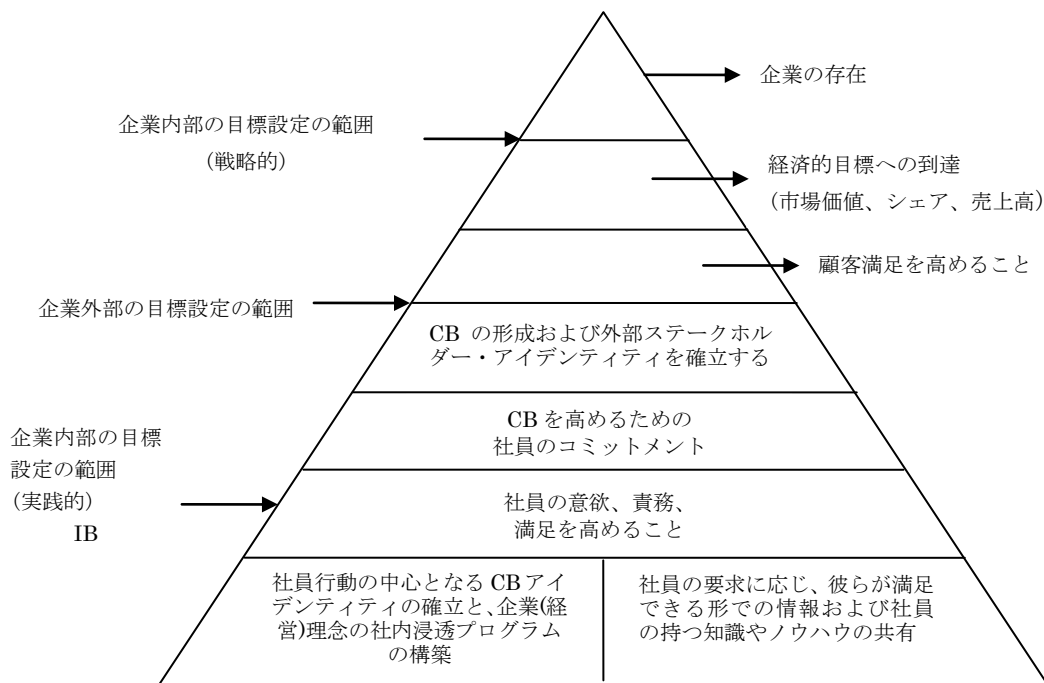 企業の存在
企業内部の目標設定の範囲
(戦略的)
経済的目標への到達
(市場価値、シェア、売上高)
顧客満足を高めること
企業外部の目標設定の範囲
CB の形成および外部ステークホル
ダー・アイデンティティを確立する
CB を高めるための
社員のコミットメント
企業内部の目標
設定の範囲
(実践的)
IB
社員の意欲、責務、
満足を高めること
社員行動の中心となる CB アイ
デンティティの確立と、企業(経
営)理念の社内浸透プログラム
の構築
社員の要求に応じ、彼らが満足
できる形での情報および社員
の持つ知識やノウハウの共有